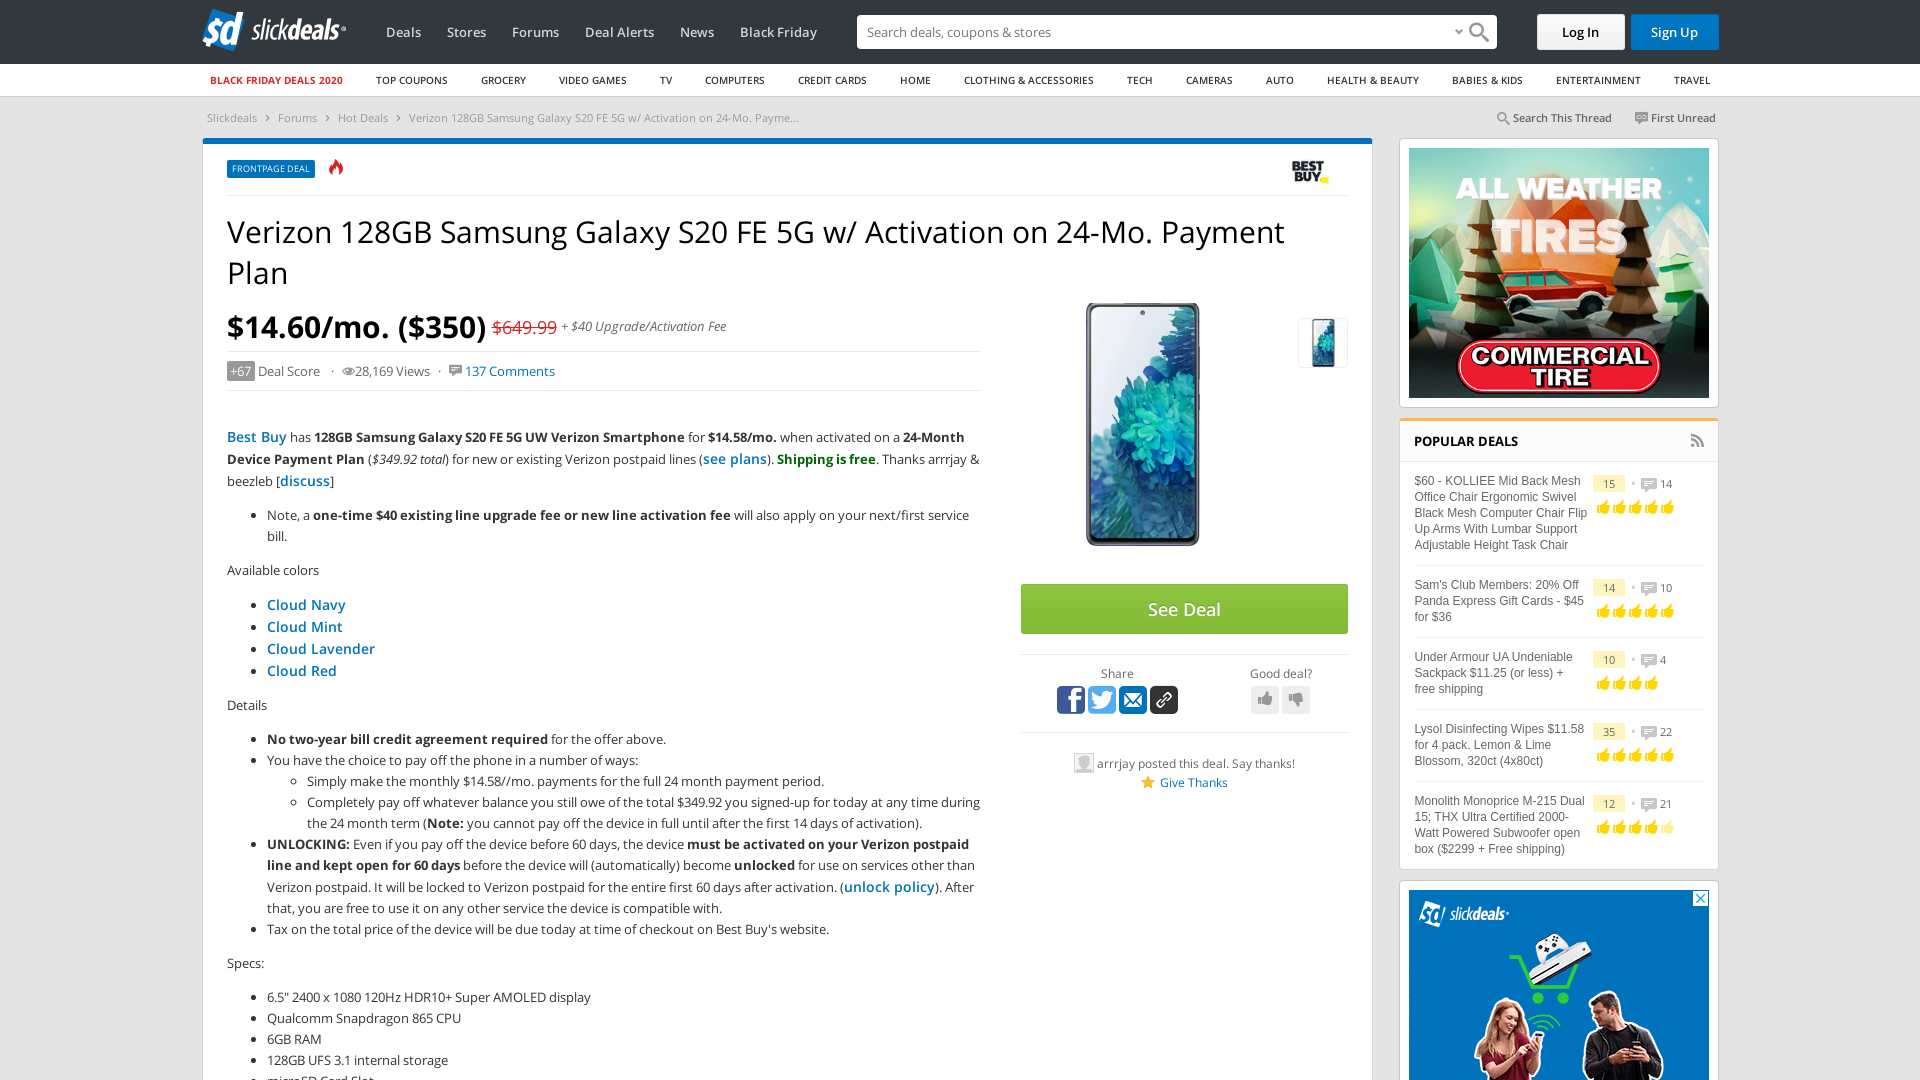 slickdeals
Deals
Stores
Forums
Deal Alerts
News
Black Friday
Search deals, coupons & stores
Log In
Sign Up
BLACK FRIDAY DEALS 2020
TOP COUPONS
GROCERY
VIDEO GAMES
TV
COMPUTERS
CREDIT CARDS
HOME
CLOTHING & ACCESSORIES
TECH
CAMERAS
AUTO
HEALTH & BEAUTY
BABIES & KIDS
ENTERTAINMENT
TRAVEL
Slickdeals › Forums › Hot Deals › Verizon 128GB Samsung Galaxy S20 FE 5G w/ Activation on 24-Mo. Payme...
Search This Thread
First Unread
FRONTPAGE DEAL
BEST
BUY
Verizon 128GB Samsung Galaxy S20 FE 5G w/ Activation on 24-Mo. Payment
Plan
$14.60/mo. ($350) $649.99 + $40 Upgrade/Activation Fee
+67 Deal Score · 28,169 Views · 137 Comments
Best Buy has 128GB Samsung Galaxy S20 FE 5G UW Verizon Smartphone for $14.58/mo. when activated on a 24-Month
Device Payment Plan ($349.92 total) for new or existing Verizon postpaid lines (see plans). Shipping is free. Thanks arrrjay &
beezleb [discuss]
Note, a one-time $40 existing line upgrade fee or new line activation fee will also apply on your next/first service
bill.
Available colors
Cloud Navy
Cloud Mint
Cloud Lavender
Cloud Red
Details
No two-year bill credit agreement required for the offer above.
You have the choice to pay off the phone in a number of ways:
Simply make the monthly $14.58//mo. payments for the full 24 month payment period.
Completely pay off whatever balance you still owe of the total $349.92 you signed-up for today at any time during
the 24 month term (Note: you cannot pay off the device in full until after the first 14 days of activation).
UNLOCKING: Even if you pay off the device before 60 days, the device must be activated on your Verizon postpaid
line and kept open for 60 days before the device will (automatically) become unlocked for use on services other than
Verizon postpaid. It will be locked to Verizon postpaid for the entire first 60 days after activation. (unlock policy). After
that, you are free to use it on any other service the device is compatible with.
Tax on the total price of the device will be due today at time of checkout on Best Buy's website.
Specs:
6.5" 2400 x 1080 120Hz HDR10+ Super AMOLED display
Qualcomm Snapdragon 865 CPU
6GB RAM
128GB UFS 3.1 internal storage
microSD Card Slot
See Deal
Share
Good deal?
arrrjay posted this deal. Say thanks!
Give Thanks
ALL WEATHER
TIRES
COMMERCIAL
TIRE
POPULAR DEALS
$60 - KOLLIEE Mid Back Mesh
Office Chair Ergonomic Swivel
Black Mesh Computer Chair Flip
Up Arms With Lumbar Support
Adjustable Height Task Chair
15 • 14
Sam's Club Members: 20% Off
Panda Express Gift Cards - $45
for $36
14 • 10
Under Armour UA Undeniable
Sackpack $11.25 (or less) +
free shipping
10 • 4
Lysol Disinfecting Wipes $11.58
for 4 pack. Lemon & Lime
Blossom, 320ct (4x80ct)
35 • 22
Monolith Monoprice M-215 Dual
15; THX Ultra Certified 2000-
Watt Powered Subwoofer open
box ($2299 + Free shipping)
12 • 21
slickdeals